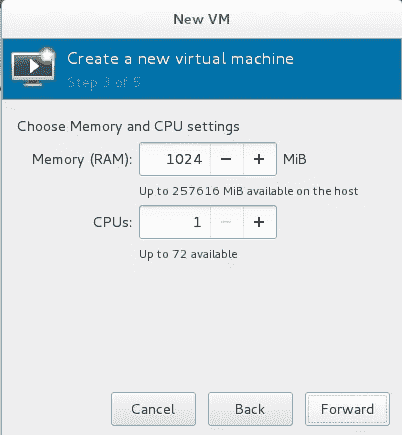 New VM
Create a new virtual machine
Step 3 of 5
Choose Memory and CPU settings
Memory (RAM): 1024 − + MiB
Up to 257616 MiB available on the host
CPUs: 1 − +
Up to 72 available
Cancel Back Forward